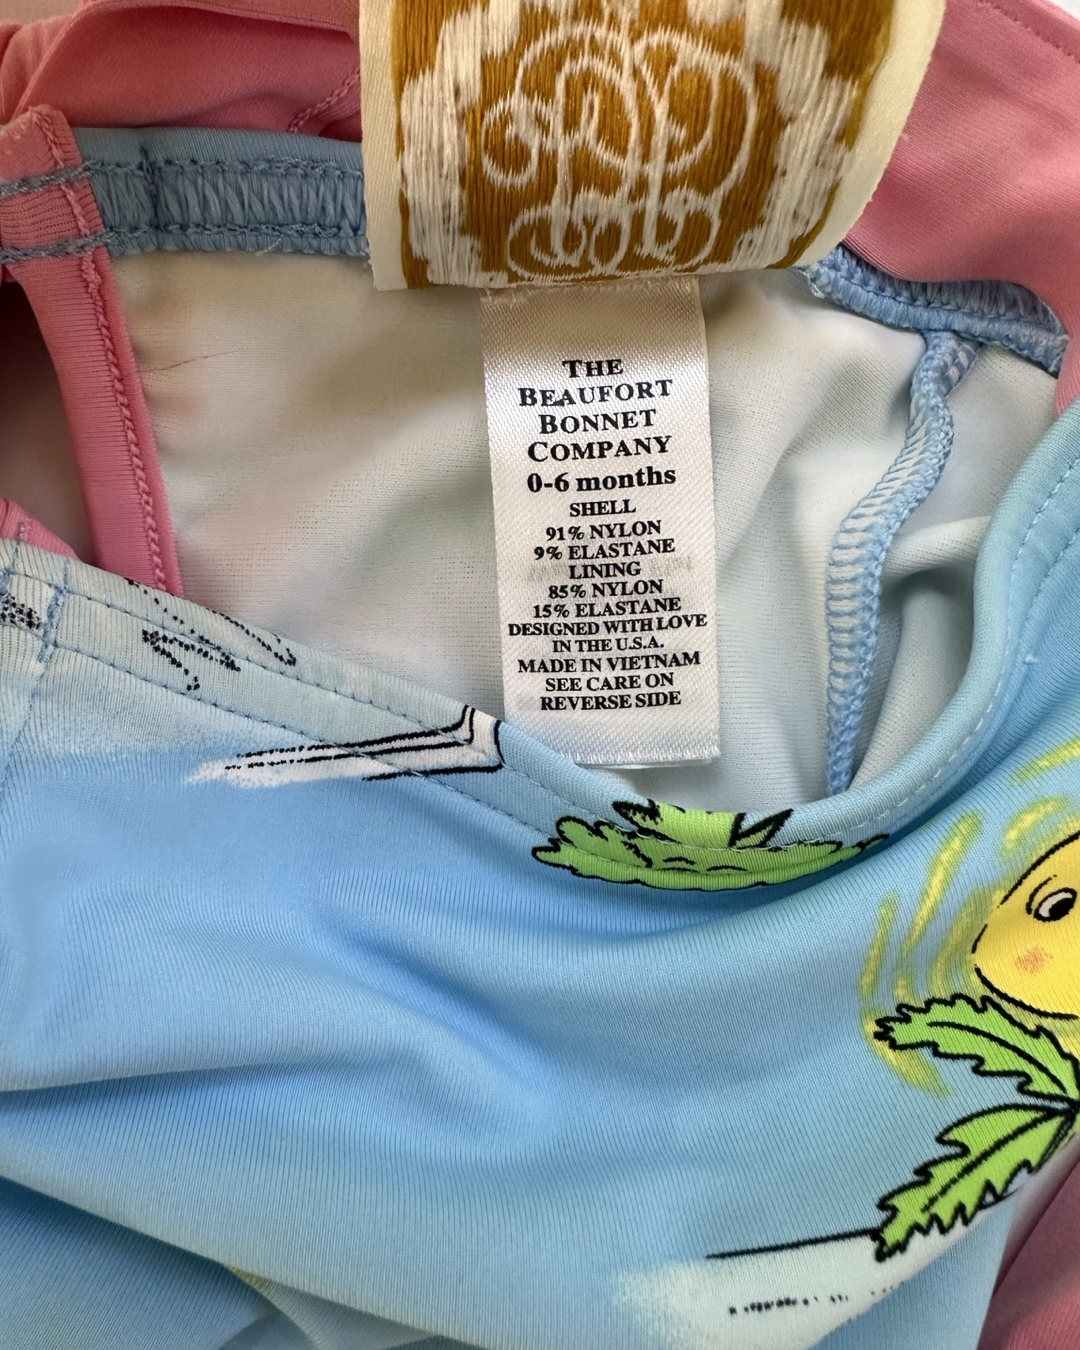 THE
BEAUFORT
BONNET
COMPANY
0-6 months
SHELL
91% NYLON
9% ELASTANE
LINING
85% NYLON
15% ELASTANE
DESIGNED WITH LOVE
IN THE U.S.A.
MADE IN VIETNAM
SEE CARE ON
REVERSE SIDE